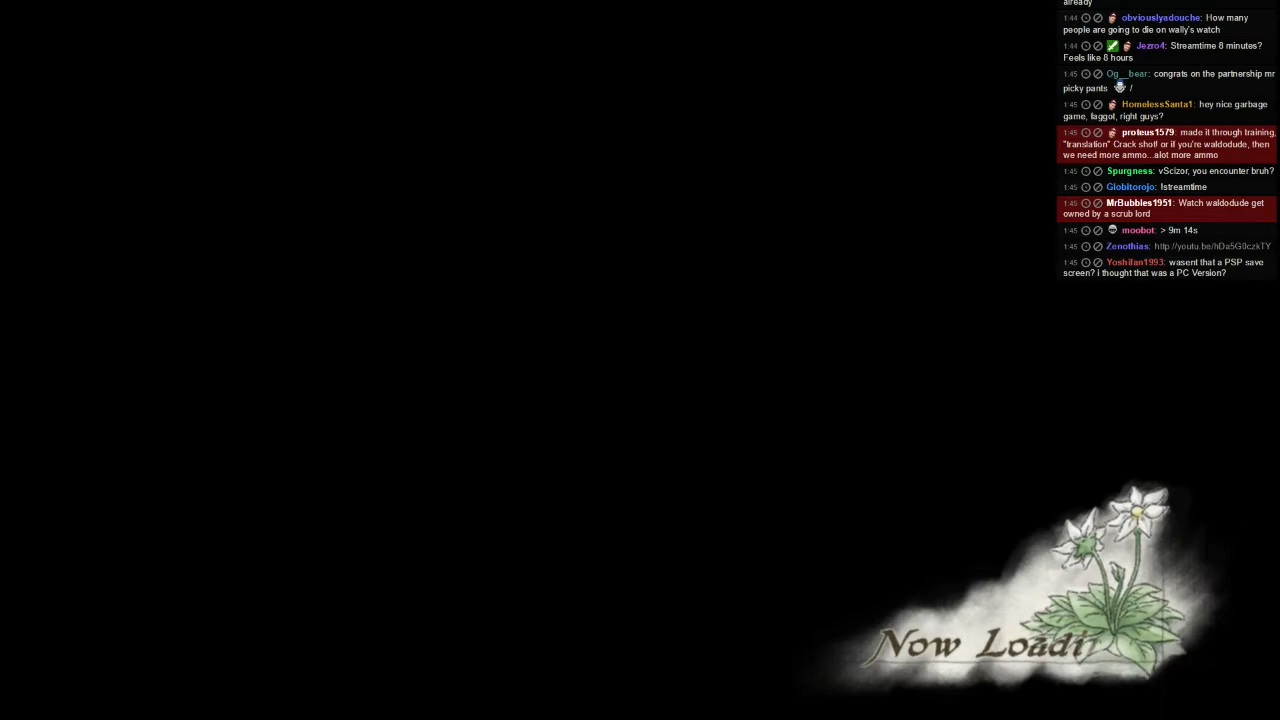 already
1:44 obviouslyadouche: How many
people are going to die on wally's watch
1:44 Jezro4: Streamtime 8 minutes?
Feels like 8 hours
1:45 Og__bear: congrats on the partnership mr
picky pants /
1:45 HomelessSanta1: hey nice garbage
game, faggot, right guys?
1:45 proteus1579: made it through training,
"translation" Crack shot! or if you're waldodude, then
we need more ammo...alot more ammo
1:45 Spurgness: vScizor, you encounter bruh?
1:45 Globitorojo: !streamtime
1:45 MrBubbles1951: Watch waldodude get
owned by a scrub lord
1:45 moobot: > 9m 14s
1:45 Zenothias: http://youtu.be/hDa5G0czkTY
1:45 Yoshifan1993: wasent that a PSP save
screen? i thought that was a PC Version?
Now Loadi